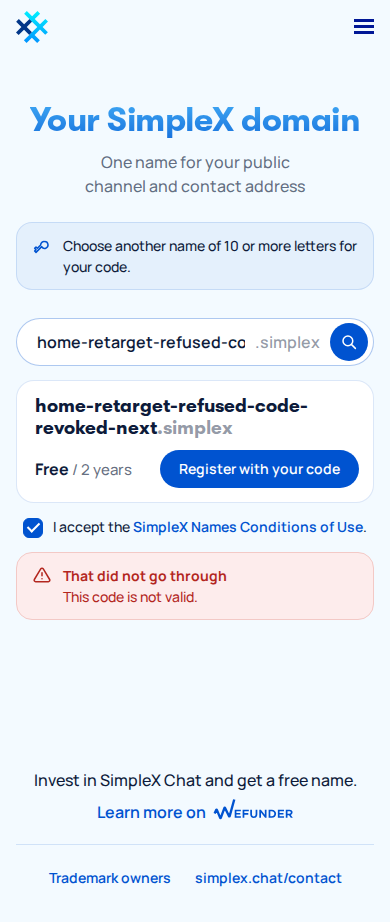 Your SimpleX domain
One name for your public
channel and contact address
Choose another name of 10 or more letters for
your code.
home-retarget-refused-co .simplex
home-retarget-refused-code-
revoked-next.simplex
Free / 2 years Register with your code
I accept the SimpleX Names Conditions of Use.
That did not go through
This code is not valid.
Invest in SimpleX Chat and get a free name.
Learn more on WEFUNDER
Trademark owners simplex.chat/contact